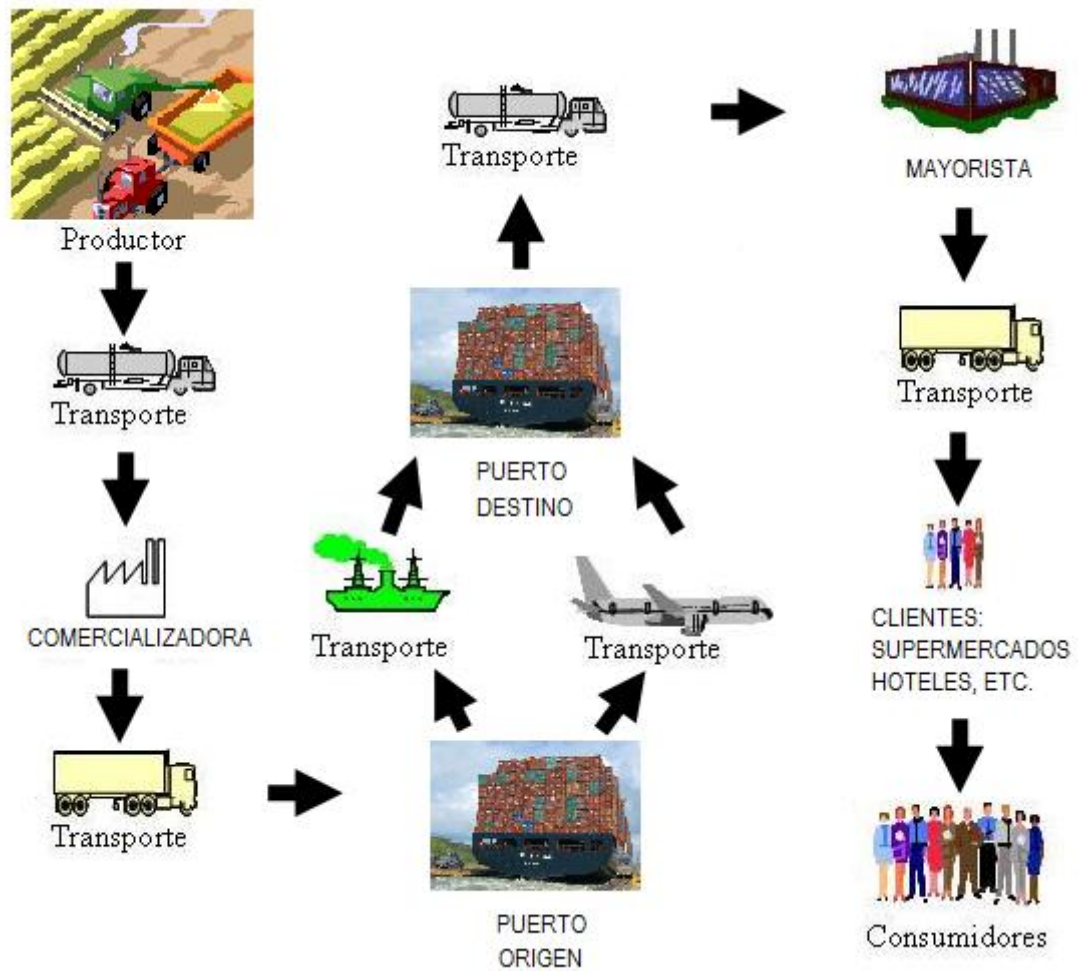 Productor
Transporte
COMERCIALIZADORA
Transporte
PUERTO
ORIGEN
Transporte
Transporte
PUERTO
DESTINO
Transporte
MAYORISTA
Transporte
CLIENTES:
SUPERMERCADOS
HOTELES, ETC.
Consumidores